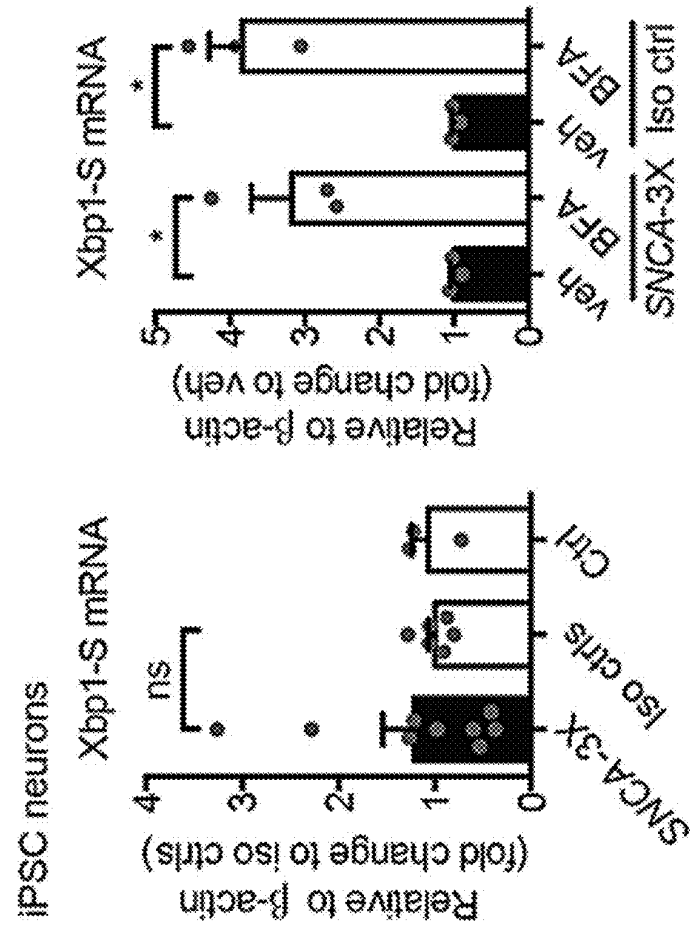 iPSC neurons
Xbp1-S mRNA
Relative to β-actin
(fold change to iso ctrls)
4
3
2
1
0
ns
SNCA-3X
Iso ctrls
Ctrl
Xbp1-S mRNA
Relative to β-actin
(fold change to veh)
5
4
3
2
1
0
*
*
veh
BFA
veh
BFA
SNCA-3X
Iso ctrl